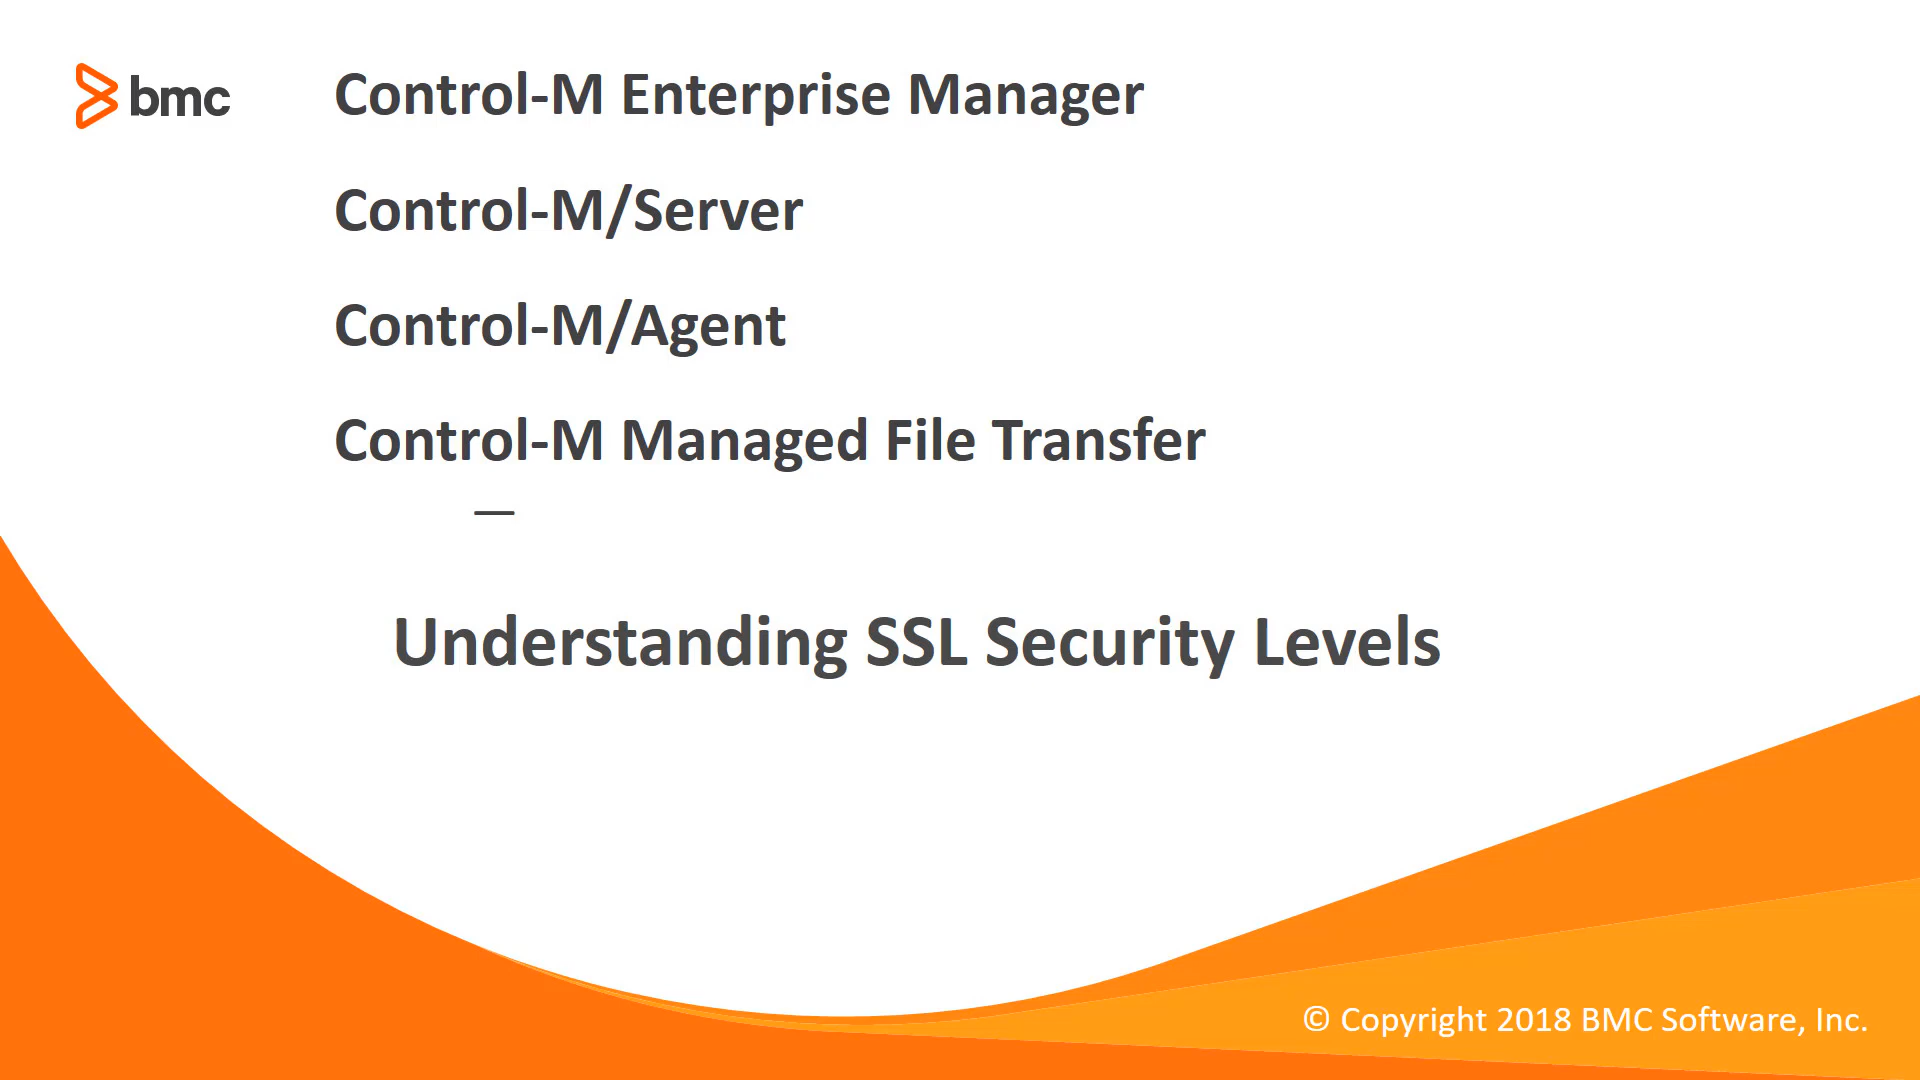 bmc
Control-M Enterprise Manager
Control-M/Server
Control-M/Agent
Control-M Managed File Transfer
—
Understanding SSL Security Levels
© Copyright 2018 BMC Software, Inc.